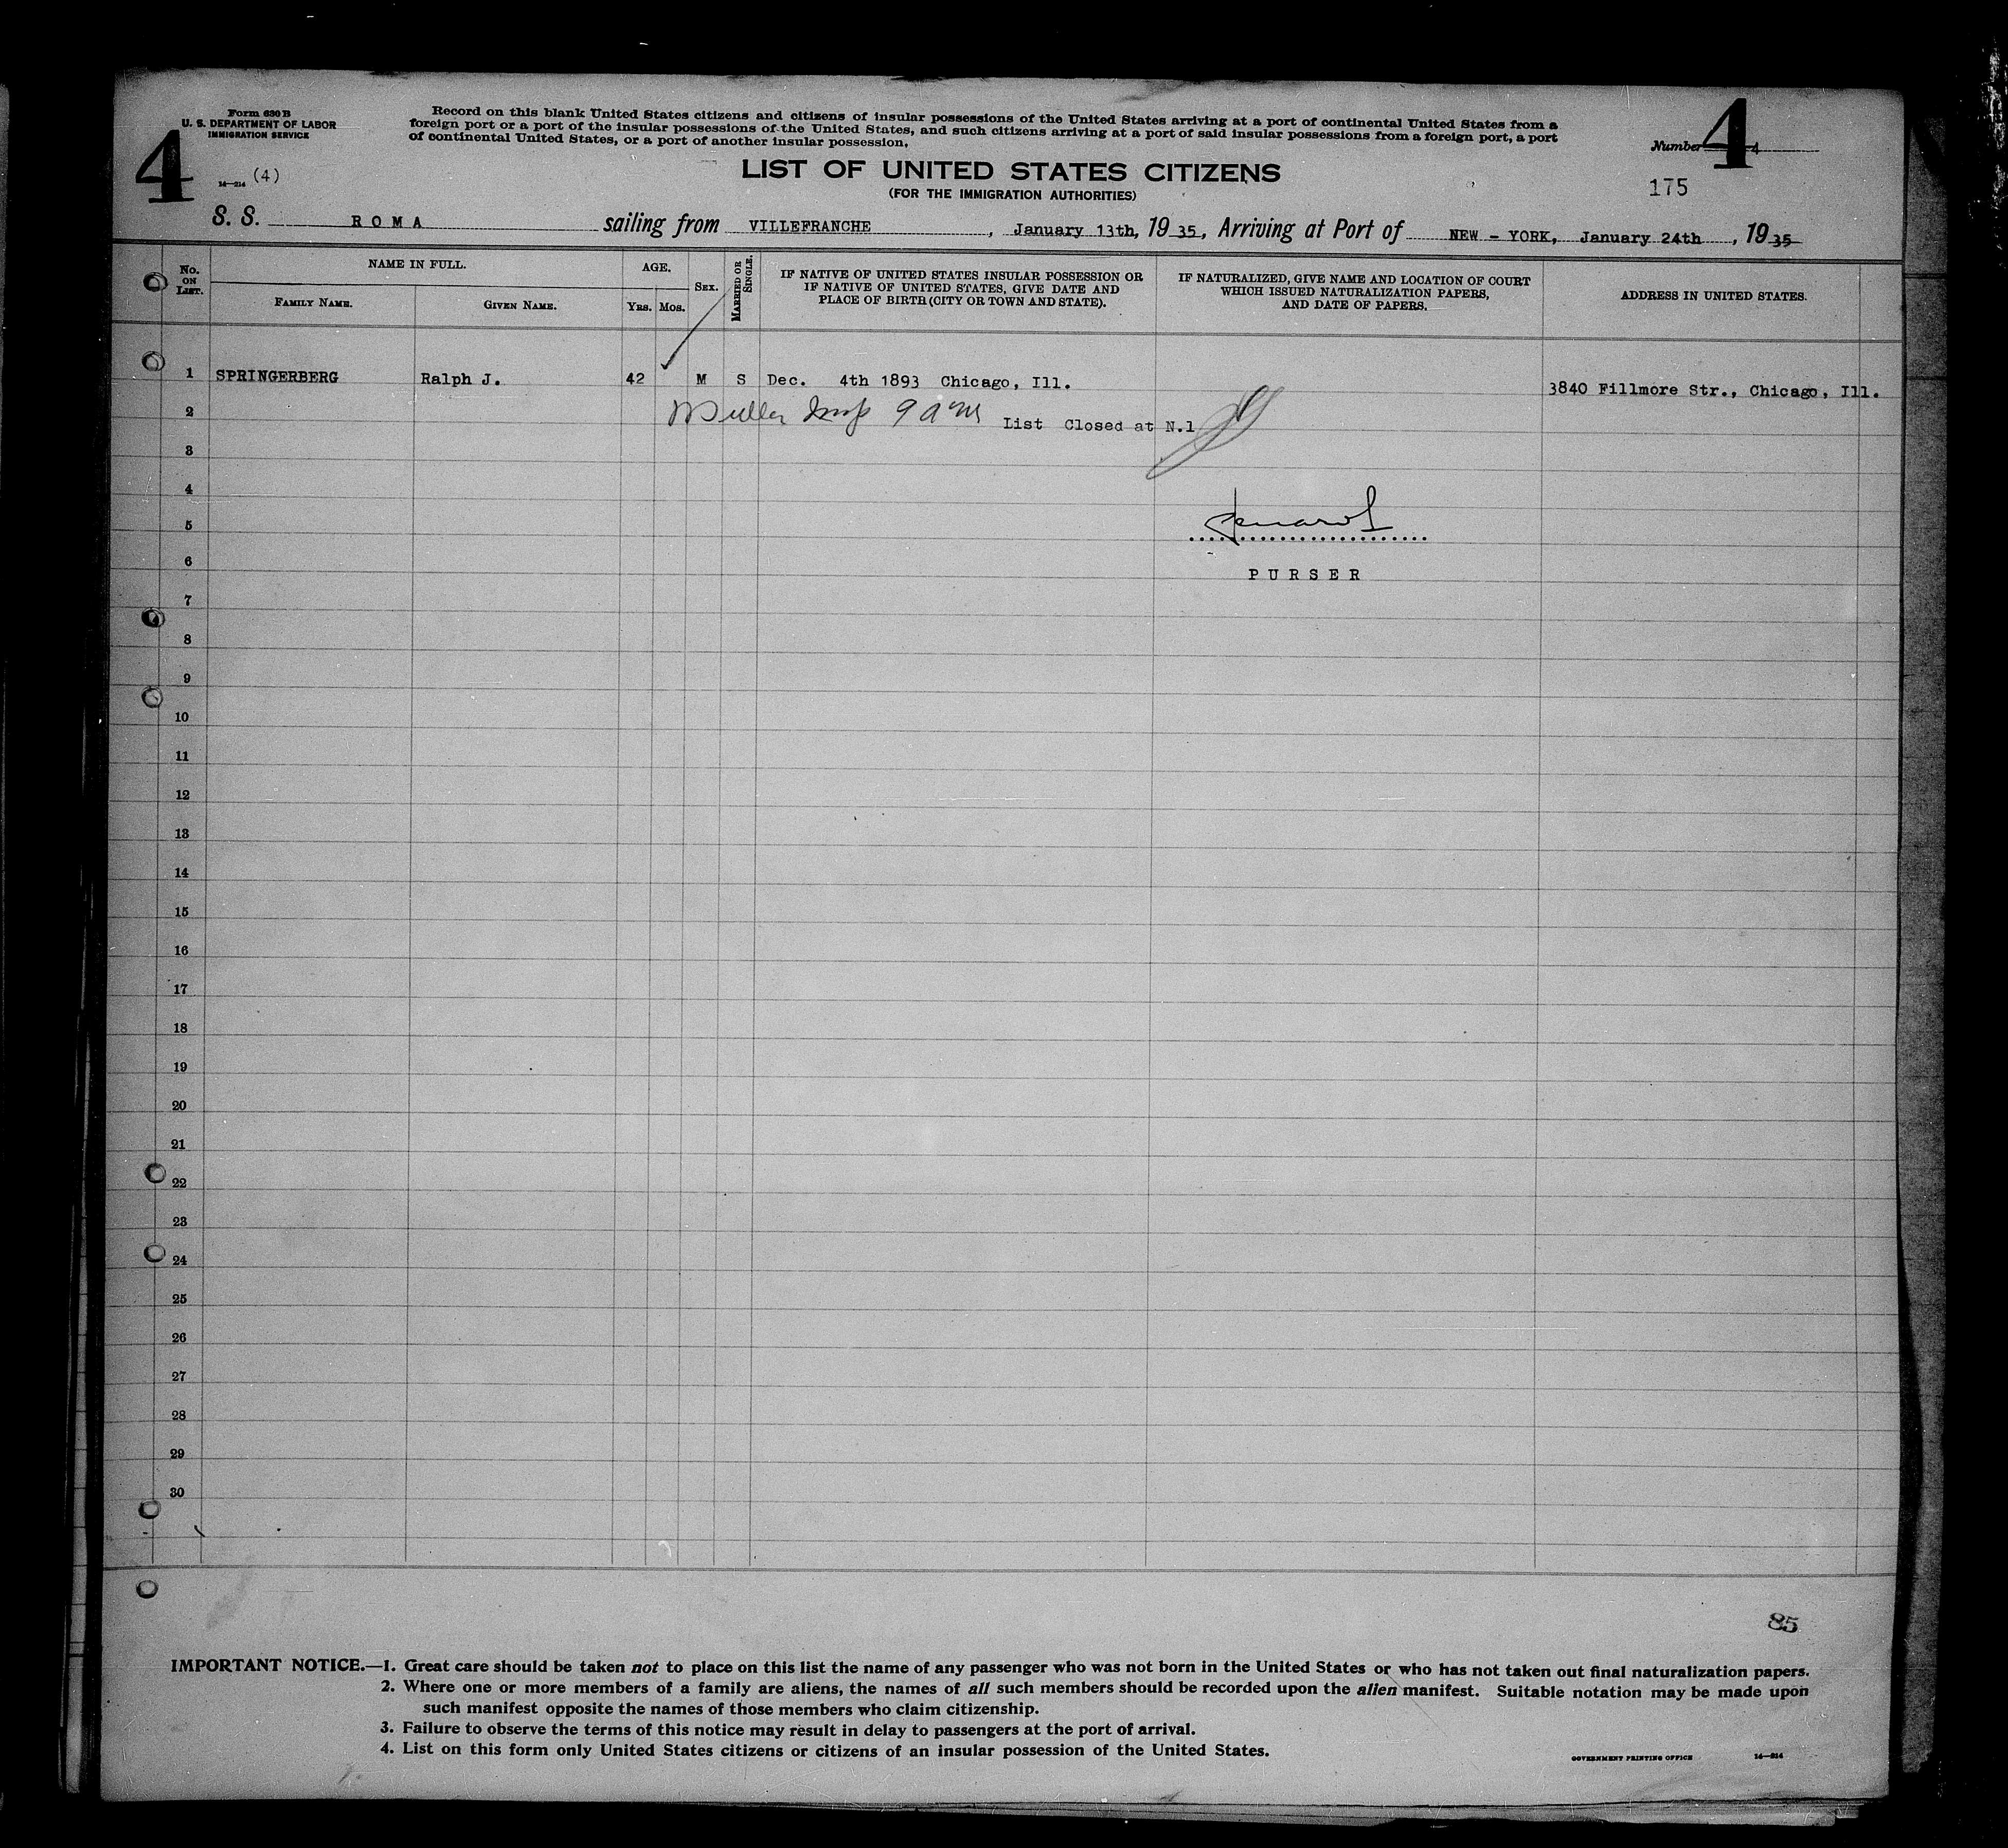 Form 630 B
U. S. DEPARTMENT OF LABOR
IMMIGRATION SERVICE
4
14—214 (4)
Record on this blank United States citizens and citizens of insular possessions of the United States arriving at a port of continental United States from a
foreign port or a port of the insular possessions of the United States, and such citizens arriving at a port of said insular possessions from a foreign port, a port
of continental United States, or a port of another insular possession.
Number 4 4
175
LIST OF UNITED STATES CITIZENS
(FOR THE IMMIGRATION AUTHORITIES)
S. S. R O M A sailing from VILLEFRANCHE, January 13th, 19 35, Arriving at Port of NEW - YORK, January 24th, 19 35
No. ON LIST.
NAME IN FULL.
FAMILY NAME. GIVEN NAME.
AGE.
YRS. MOS.
SEX.
MARRIED OR SINGLE.
IF NATIVE OF UNITED STATES INSULAR POSSESSION OR
IF NATIVE OF UNITED STATES, GIVE DATE AND
PLACE OF BIRTH (CITY OR TOWN AND STATE).
IF NATURALIZED, GIVE NAME AND LOCATION OF COURT
WHICH ISSUED NATURALIZATION PAPERS,
AND DATE OF PAPERS.
ADDRESS IN UNITED STATES.
1 SPRINGERBERG Ralph J. 42 M S Dec. 4th 1893 Chicago, Ill. 3840 Fillmore Str., Chicago, Ill.
2 List Closed at N.1
3
4
5
6 P U R S E R
7
8
9
10
11
12
13
14
15
16
17
18
19
20
21
22
23
24
25
26
27
28
29
30
85
IMPORTANT NOTICE.—1. Great care should be taken not to place on this list the name of any passenger who was not born in the United States or who has not taken out final naturalization papers.
2. Where one or more members of a family are aliens, the names of all such members should be recorded upon the alien manifest. Suitable notation may be made upon
such manifest opposite the names of those members who claim citizenship.
3. Failure to observe the terms of this notice may result in delay to passengers at the port of arrival.
4. List on this form only United States citizens or citizens of an insular possession of the United States.
GOVERNMENT PRINTING OFFICE 14—214